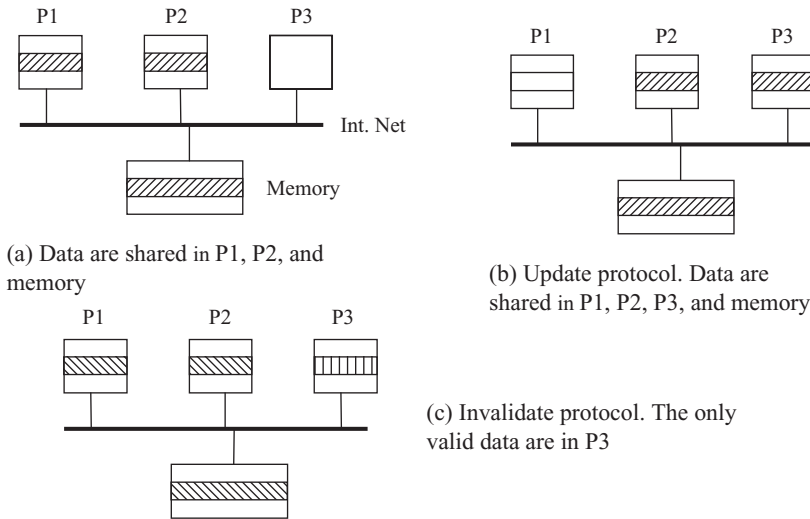 P1 P2 P3
Int. Net
Memory
(a) Data are shared in P1, P2, and
memory
P1 P2 P3
(b) Update protocol. Data are
shared in P1, P2, P3, and memory
P1 P2 P3
(c) Invalidate protocol. The only
valid data are in P3